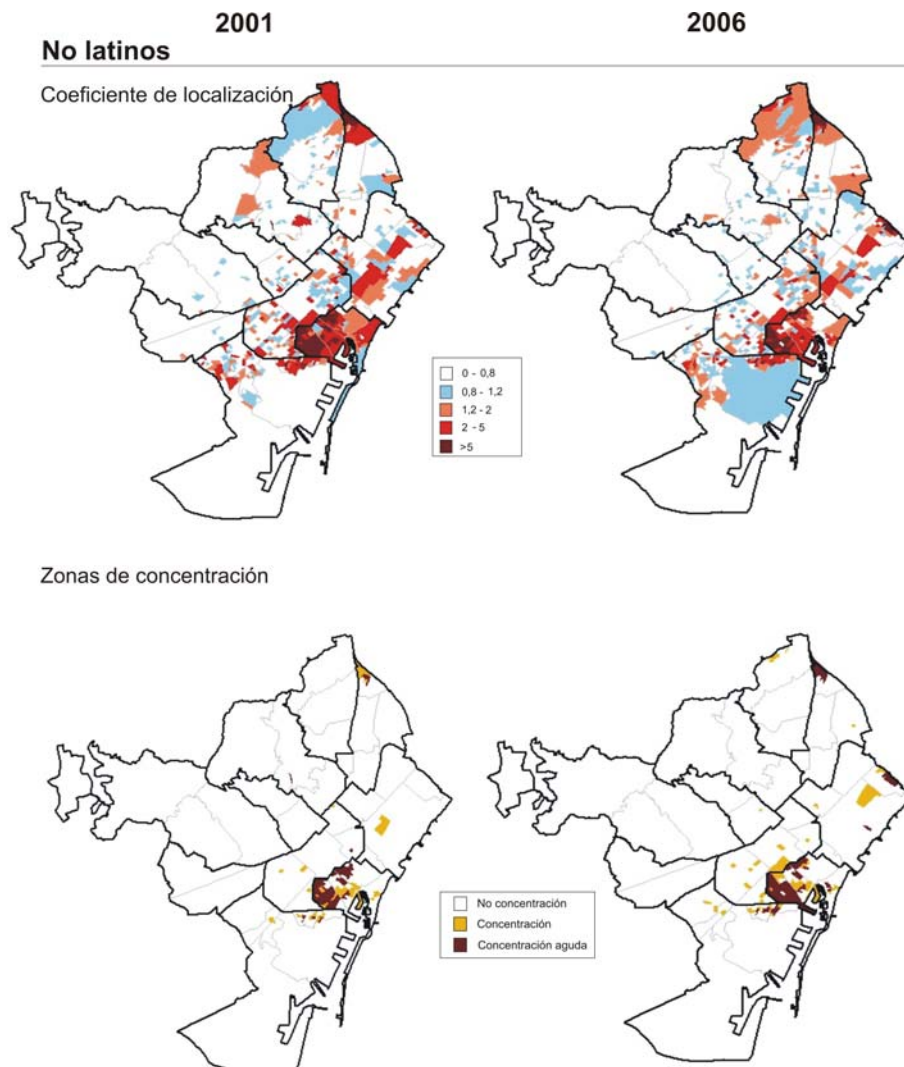 2001
2006
No latinos
Coeficiente de localización
0 - 0,8
0,8 - 1,2
1,2 - 2
2 - 5
>5
Zonas de concentración
No concentración
Concentración
Concentración aguda